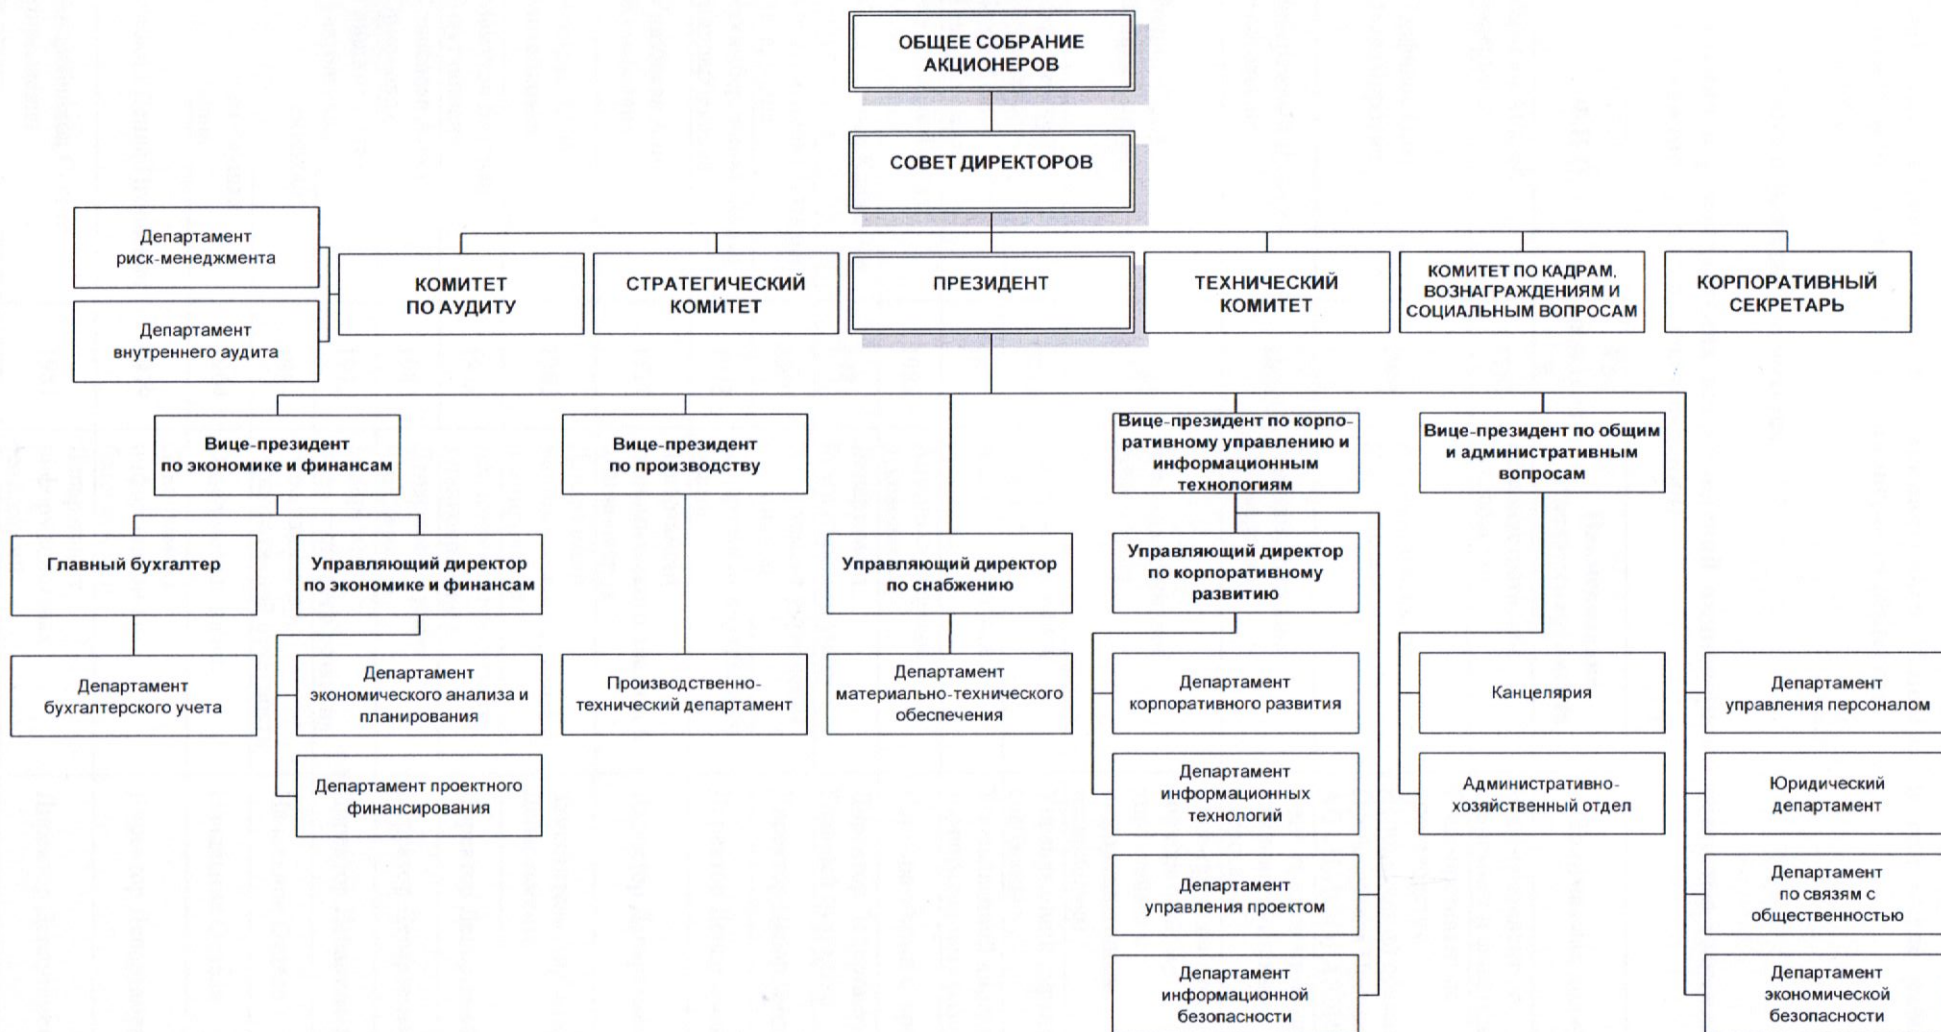 ОБЩЕЕ СОБРАНИЕ
АКЦИОНЕРОВ
СОВЕТ ДИРЕКТОРОВ
Департамент
риск-менеджмента
Департамент
внутреннего аудита
КОМИТЕТ
ПО АУДИТУ
СТРАТЕГИЧЕСКИЙ
КОМИТЕТ
ПРЕЗИДЕНТ
ТЕХНИЧЕСКИЙ
КОМИТЕТ
КОМИТЕТ ПО КАДРАМ,
ВОЗНАГРАЖДЕНИЯМ И
СОЦИАЛЬНЫМ ВОПРОСАМ
КОРПОРАТИВНЫЙ
СЕКРЕТАРЬ
Вице-президент
по экономике и финансам
Вице-президент
по производству
Вице-президент по корпо-
ративному управлению и
информационным
технологиям
Вице-президент по общим
и административным
вопросам
Главный бухгалтер
Управляющий директор
по экономике и финансам
Управляющий директор
по снабжению
Управляющий директор
по корпоративному
развитию
Департамент
бухгалтерского учета
Департамент
экономического анализа и
планирования
Производственно-
технический департамент
Департамент
материально-технического
обеспечения
Департамент
корпоративного развития
Канцелярия
Департамент
управления персоналом
Департамент проектного
финансирования
Департамент
информационных
технологий
Административно-
хозяйственный отдел
Юридический
департамент
Департамент
управления проектом
Департамент
по связям с
общественностью
Департамент
информационной
безопасности
Департамент
экономической
безопасности